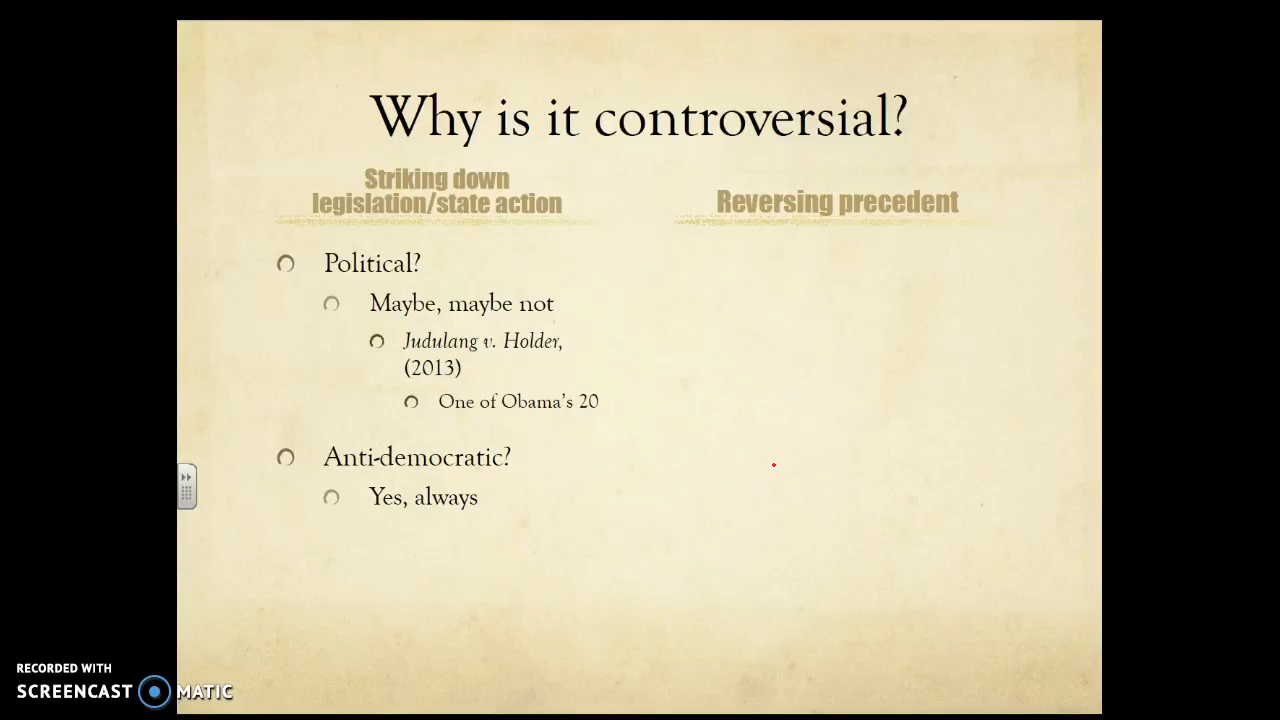 Why is it controversial?
Striking down
legislation/state action
Reversing precedent
Political?
Maybe, maybe not
Judulang v. Holder,
(2013)
One of Obama's 20
Anti-democratic?
Yes, always
RECORDED WITH
SCREENCAST MATIC